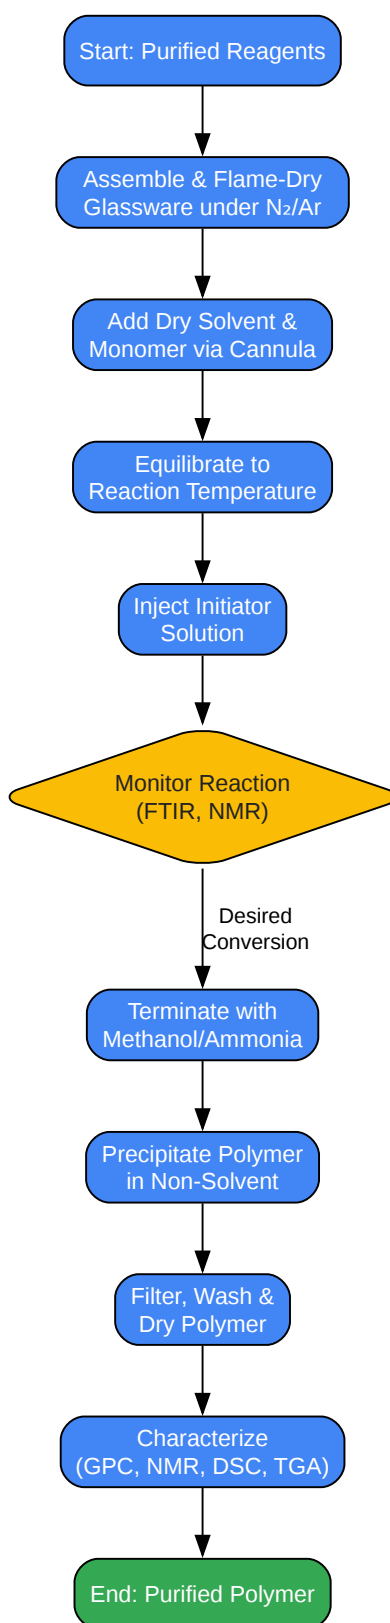 Start: Purified Reagents
Assemble & Flame-Dry
Glassware under N₂/Ar
Add Dry Solvent &
Monomer via Cannula
Equilibrate to
Reaction Temperature
Inject Initiator
Solution
Monitor Reaction
(FTIR, NMR)
Desired
Conversion
Terminate with
Methanol/Ammonia
Precipitate Polymer
in Non-Solvent
Filter, Wash &
Dry Polymer
Characterize
(GPC, NMR, DSC, TGA)
End: Purified Polymer